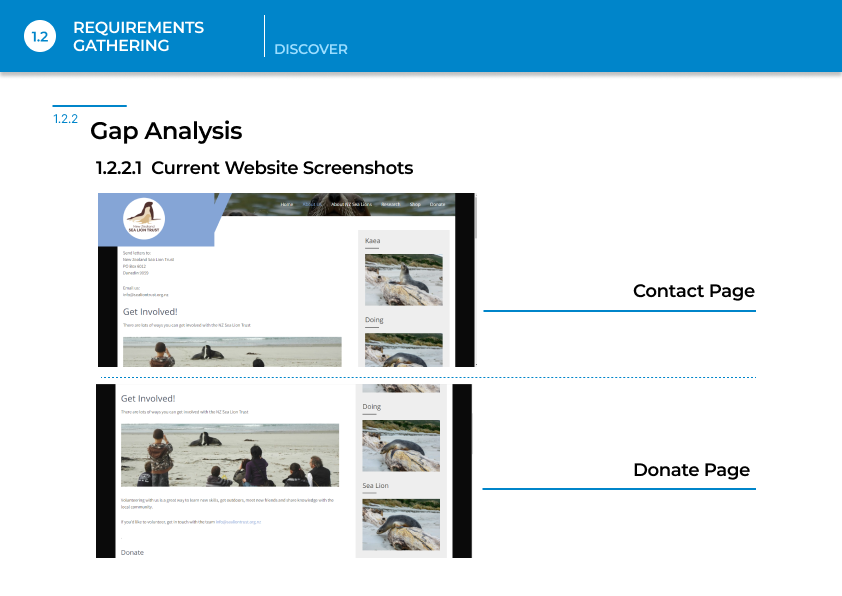 1.2
REQUIREMENTS
GATHERING
DISCOVER
1.2.2
Gap Analysis
1.2.2.1 Current Website Screenshots
Home About Us About NZ Sea Lions Research Shop Donate
New Zealand
SEA LION TRUST
Send letters to:
New Zealand Sea Lion Trust
PO Box
Dunedin
Email us:
info@sealiontrust.org.nz
Get Involved!
There are lots of ways you can get involved with the NZ Sea Lion Trust
Kaea
Doing
Contact Page
Get Involved!
There are lots of ways you can get involved with the NZ Sea Lion Trust
Volunteering with us is a great way to learn new skills, get outdoors, meet new friends and share knowledge with the
local community.
If you'd like to volunteer, get in touch with the team info@sealiontrust.org.nz
Donate
Doing
Sea Lion
Donate Page